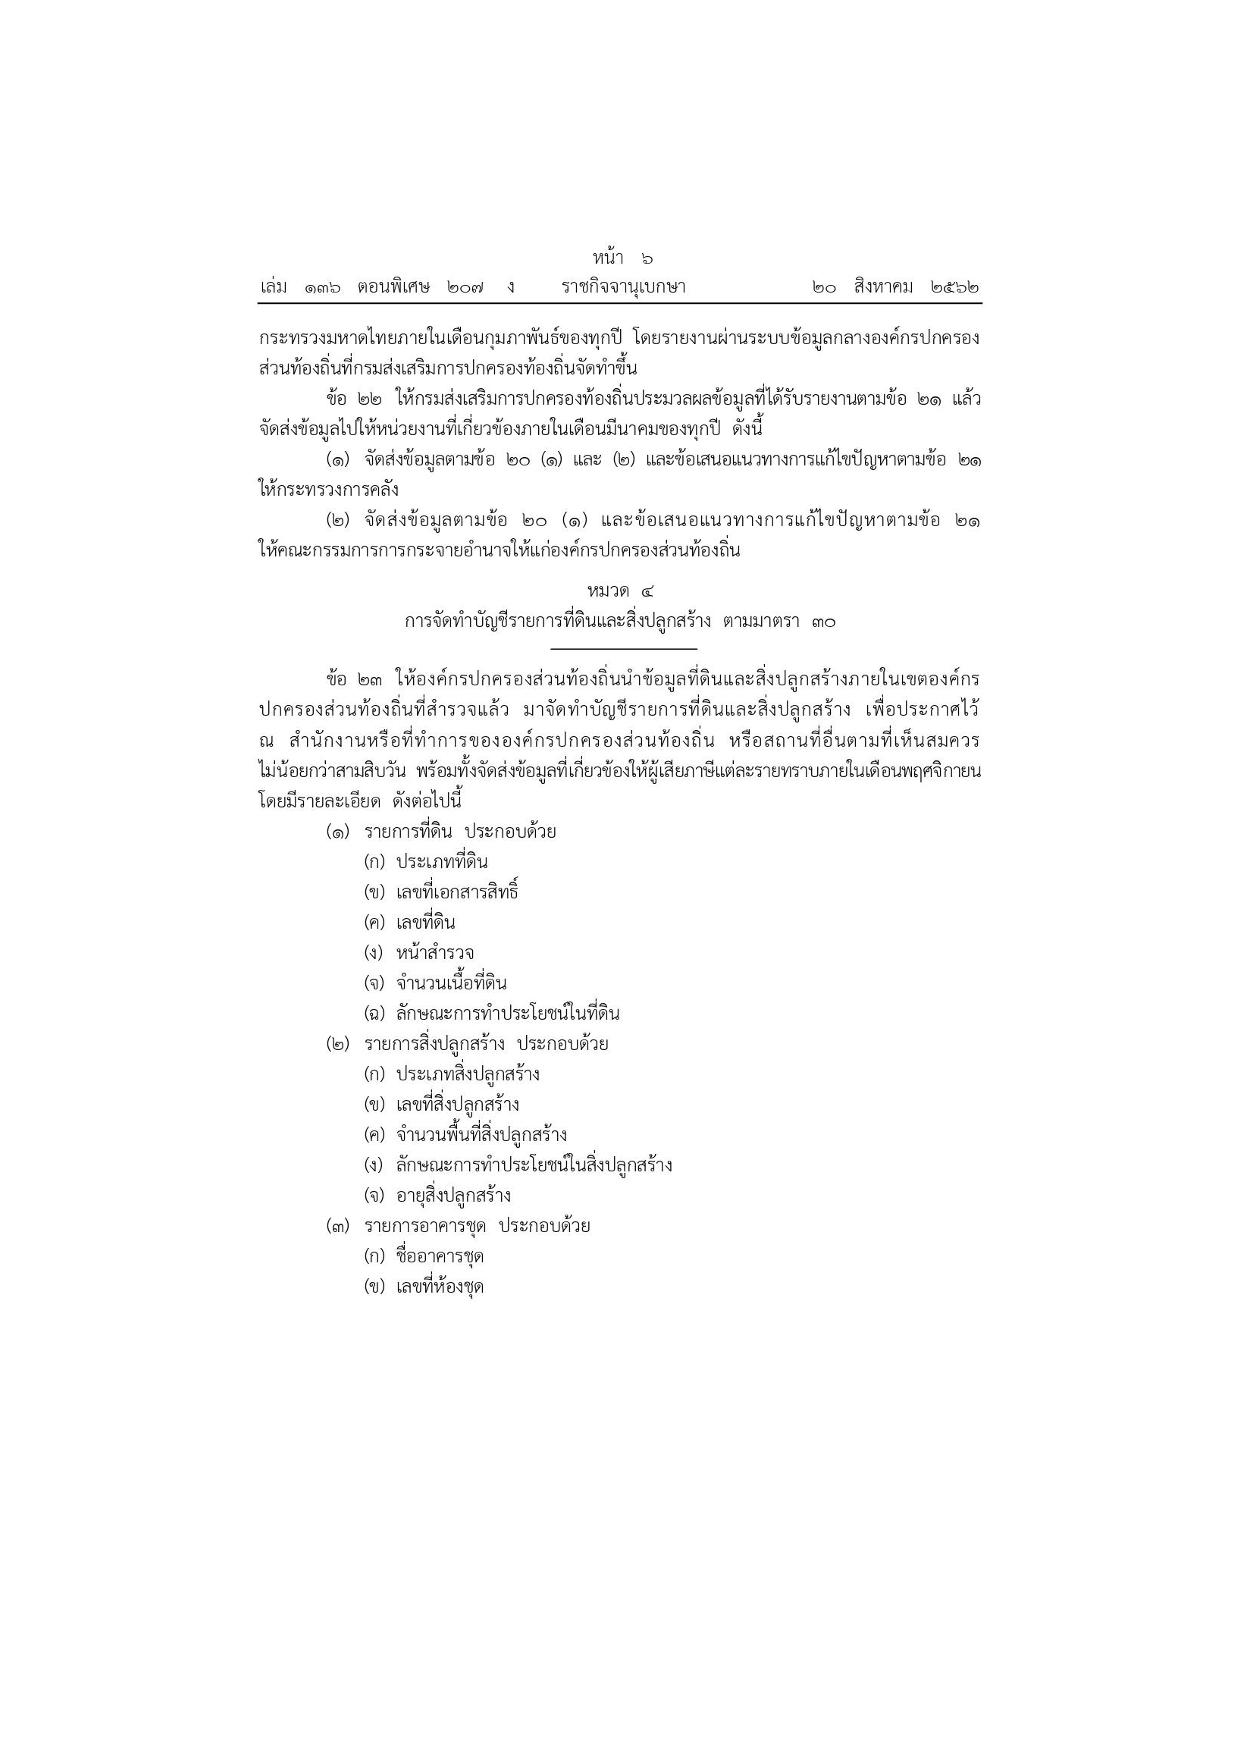 หน้า ๖
เล่ม ๑๓๖ ตอนพิเศษ ๒๐๗ ง ราชกิจจานุเบกษา ๒๐ สิงหาคม ๒๕๖๒
กระทรวงมหาดไทยภายในเดือนกุมภาพันธ์ของทุกปี โดยรายงานผ่านระบบข้อมูลกลางองค์กรปกครอง
ส่วนท้องถิ่นที่กรมส่งเสริมการปกครองท้องถิ่นจัดทำขึ้น
ข้อ ๒๒ ให้กรมส่งเสริมการปกครองท้องถิ่นประมวลผลข้อมูลที่ได้รับรายงานตามข้อ ๒๑ แล้ว
จัดส่งข้อมูลไปให้หน่วยงานที่เกี่ยวข้องภายในเดือนมีนาคมของทุกปี ดังนี้
(๑) จัดส่งข้อมูลตามข้อ ๒๐ (๑) และ (๒) และข้อเสนอแนวทางการแก้ไขปัญหาตามข้อ ๒๑
ให้กระทรวงการคลัง
(๒) จัดส่งข้อมูลตามข้อ ๒๐ (๑) และข้อเสนอแนวทางการแก้ไขปัญหาตามข้อ ๒๑
ให้คณะกรรมการการกระจายอำนาจให้แก่องค์กรปกครองส่วนท้องถิ่น
หมวด ๔
การจัดทำบัญชีรายการที่ดินและสิ่งปลูกสร้าง ตามมาตรา ๓๐
ข้อ ๒๓ ให้องค์กรปกครองส่วนท้องถิ่นนำข้อมูลที่ดินและสิ่งปลูกสร้างภายในเขตองค์กร
ปกครองส่วนท้องถิ่นที่สำรวจแล้ว มาจัดทำบัญชีรายการที่ดินและสิ่งปลูกสร้าง เพื่อประกาศไว้
ณ สำนักงานหรือที่ทำการขององค์กรปกครองส่วนท้องถิ่น หรือสถานที่อื่นตามที่เห็นสมควร
ไม่น้อยกว่าสามสิบวัน พร้อมทั้งจัดส่งข้อมูลที่เกี่ยวข้องให้ผู้เสียภาษีแต่ละรายทราบภายในเดือนพฤศจิกายน
โดยมีรายละเอียด ดังต่อไปนี้
(๑) รายการที่ดิน ประกอบด้วย
(ก) ประเภทที่ดิน
(ข) เลขที่เอกสารสิทธิ์
(ค) เลขที่ดิน
(ง) หน้าสำรวจ
(จ) จำนวนเนื้อที่ดิน
(ฉ) ลักษณะการทำประโยชน์ในที่ดิน
(๒) รายการสิ่งปลูกสร้าง ประกอบด้วย
(ก) ประเภทสิ่งปลูกสร้าง
(ข) เลขที่สิ่งปลูกสร้าง
(ค) จำนวนพื้นที่สิ่งปลูกสร้าง
(ง) ลักษณะการทำประโยชน์ในสิ่งปลูกสร้าง
(จ) อายุสิ่งปลูกสร้าง
(๓) รายการอาคารชุด ประกอบด้วย
(ก) ชื่ออาคารชุด
(ข) เลขที่ห้องชุด